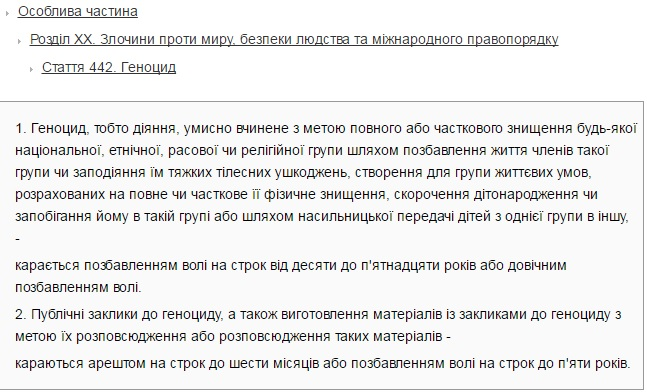 Особлива частина
Розділ XX. Злочини проти миру, безпеки людства та міжнародного правопорядку
Стаття 442. Геноцид
1. Геноцид, тобто діяння, умисно вчинене з метою повного або часткового знищення будь-якої
національної, етнічної, расової чи релігійної групи шляхом позбавлення життя членів такої
групи чи заподіяння їм тяжких тілесних ушкоджень, створення для групи життєвих умов,
розрахованих на повне чи часткове її фізичне знищення, скорочення дітонародження чи
запобігання йому в такій групі або шляхом насильницької передачі дітей з однієї групи в іншу,
-
карається позбавленням волі на строк від десяти до п'ятнадцяти років або довічним
позбавленням волі.
2. Публічні заклики до геноциду, а також виготовлення матеріалів із закликами до геноциду з
метою їх розповсюдження або розповсюдження таких матеріалів -
караються арештом на строк до шести місяців або позбавленням волі на строк до п'яти років.